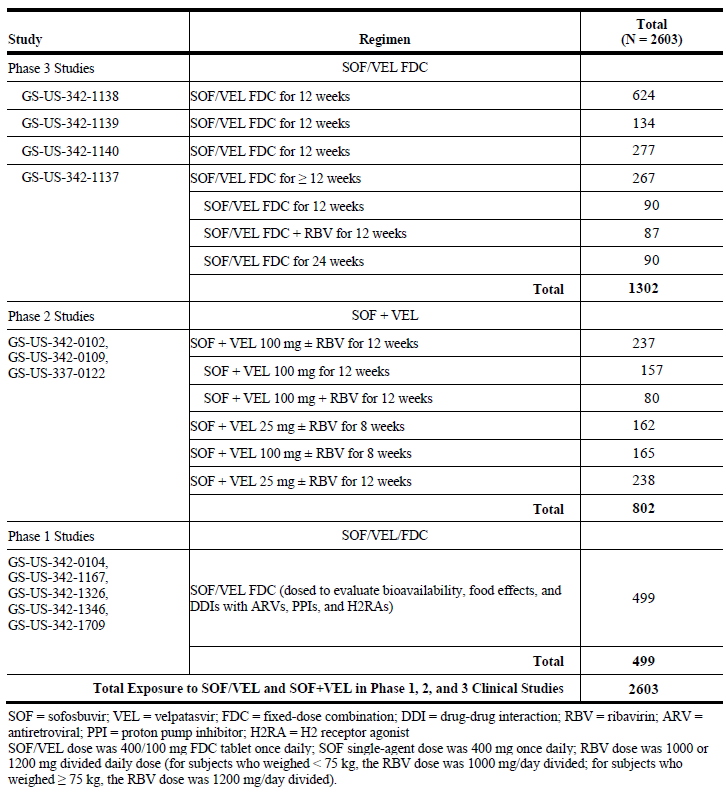 Study Regimen Total
(N = 2603)
Phase 3 Studies SOF/VEL FDC
GS-US-342-1138 SOF/VEL FDC for 12 weeks 624
GS-US-342-1139 SOF/VEL FDC for 12 weeks 134
GS-US-342-1140 SOF/VEL FDC for 12 weeks 277
GS-US-342-1137 SOF/VEL FDC for ≥ 12 weeks 267
SOF/VEL FDC for 12 weeks 90
SOF/VEL FDC + RBV for 12 weeks 87
SOF/VEL FDC for 24 weeks 90
Total 1302
Phase 2 Studies SOF + VEL
GS-US-342-0102, SOF + VEL 100 mg ± RBV for 12 weeks 237
GS-US-342-0109,
GS-US-337-0122
SOF + VEL 100 mg for 12 weeks 157
SOF + VEL 100 mg + RBV for 12 weeks 80
SOF + VEL 25 mg ± RBV for 8 weeks 162
SOF + VEL 100 mg ± RBV for 8 weeks 165
SOF + VEL 25 mg ± RBV for 12 weeks 238
Total 802
Phase 1 Studies SOF/VEL/FDC
GS-US-342-0104,
GS-US-342-1167,
GS-US-342-1326,
GS-US-342-1346,
GS-US-342-1709
SOF/VEL FDC (dosed to evaluate bioavailability, food effects, and
DDIs with ARVs, PPIs, and H2RAs)
499
Total 499
Total Exposure to SOF/VEL and SOF+VEL in Phase 1, 2, and 3 Clinical Studies 2603
SOF = sofosbuvir; VEL = velpatasvir; FDC = fixed-dose combination; DDI = drug-drug interaction; RBV = ribavirin; ARV =
antiretroviral; PPI = proton pump inhibitor; H2RA = H2 receptor agonist
SOF/VEL dose was 400/100 mg FDC tablet once daily; SOF single-agent dose was 400 mg once daily; RBV dose was 1000 or
1200 mg divided daily dose (for subjects who weighed < 75 kg, the RBV dose was 1000 mg/day divided; for subjects who
weighed ≥ 75 kg, the RBV dose was 1200 mg/day divided).